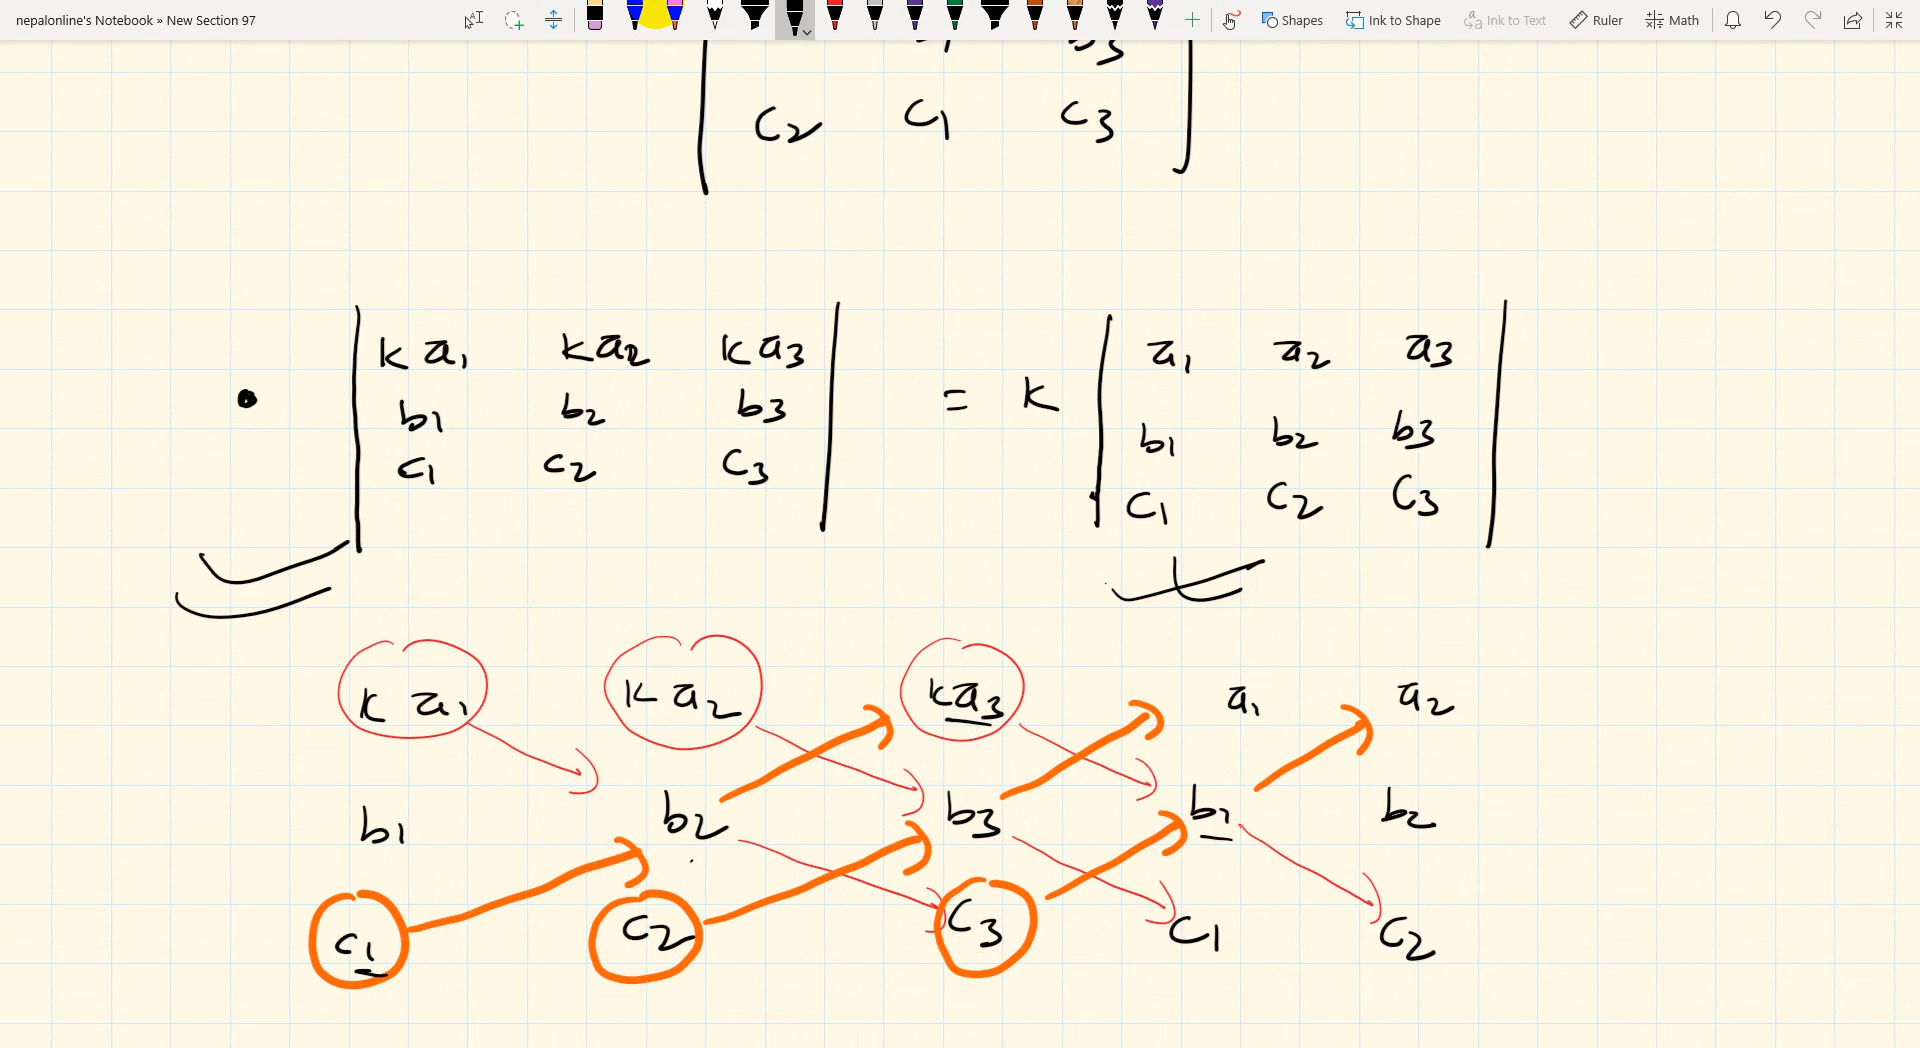 nepalonline's Notebook » New Section 97 Shapes Ink to Shape Ink to Text Ruler Math
c2 c1 c3
| ka1 ka2 ka3 | = k | a1 a2 a3 |
b1 b2 b3 b1 b2 b3
c1 c2 c3 c1 c2 c3
ka1 ka2 ka3 a1 a2
b1 b2 b3 b1 b2
c1 c2 c3 c1 c2